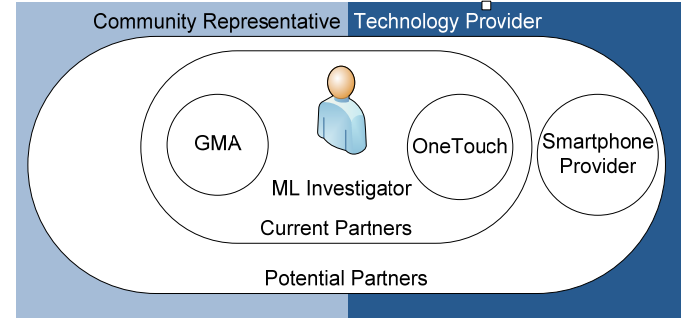 Community Representative
Technology Provider
GMA
OneTouch
Smartphone
Provider
ML Investigator
Current Partners
Potential Partners